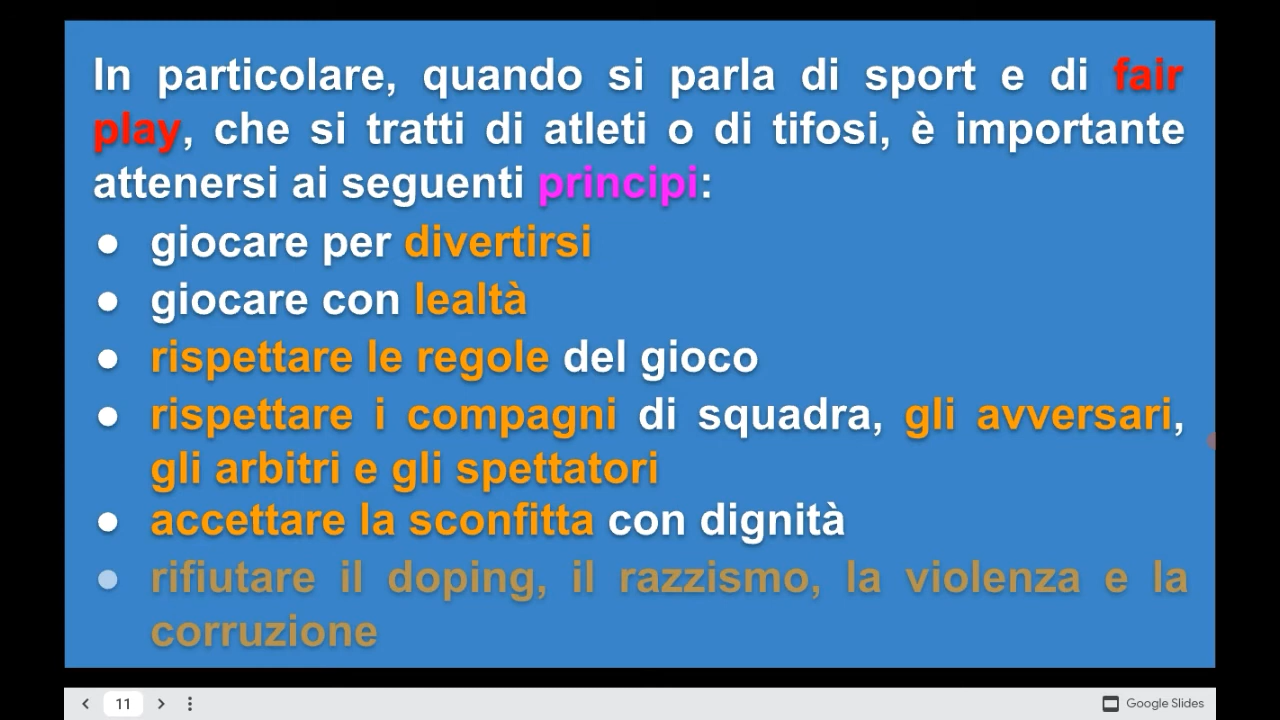 In particolare, quando si parla di sport e di fair
play, che si tratti di atleti o di tifosi, è importante
attenersi ai seguenti principi:
● giocare per divertirsi
● giocare con lealtà
● rispettare le regole del gioco
● rispettare i compagni di squadra, gli avversari,
gli arbitri e gli spettatori
● accettare la sconfitta con dignità
● rifiutare il doping, il razzismo, la violenza e la
corruzione
11
Google Slides